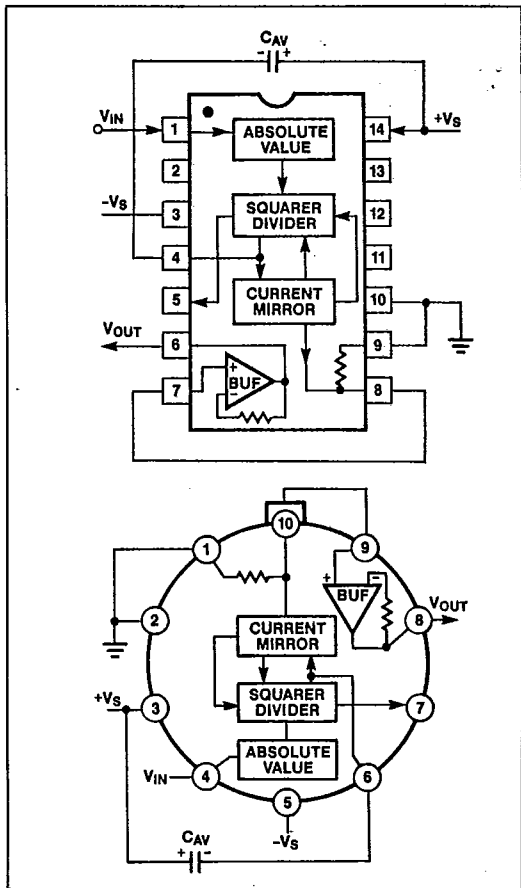 CAV
- +
VIN
1
ABSOLUTE
VALUE
14
+VS
2
13
-VS
3
SQUARER
DIVIDER
12
4
11
5
CURRENT
MIRROR
10
VOUT
6
9
7
+
BUF
-
8
10
1
9
+ -
BUF
2
CURRENT
MIRROR
8
VOUT
+VS
3
SQUARER
DIVIDER
7
ABSOLUTE
VALUE
VIN
4
6
5
-VS
CAV
+ -